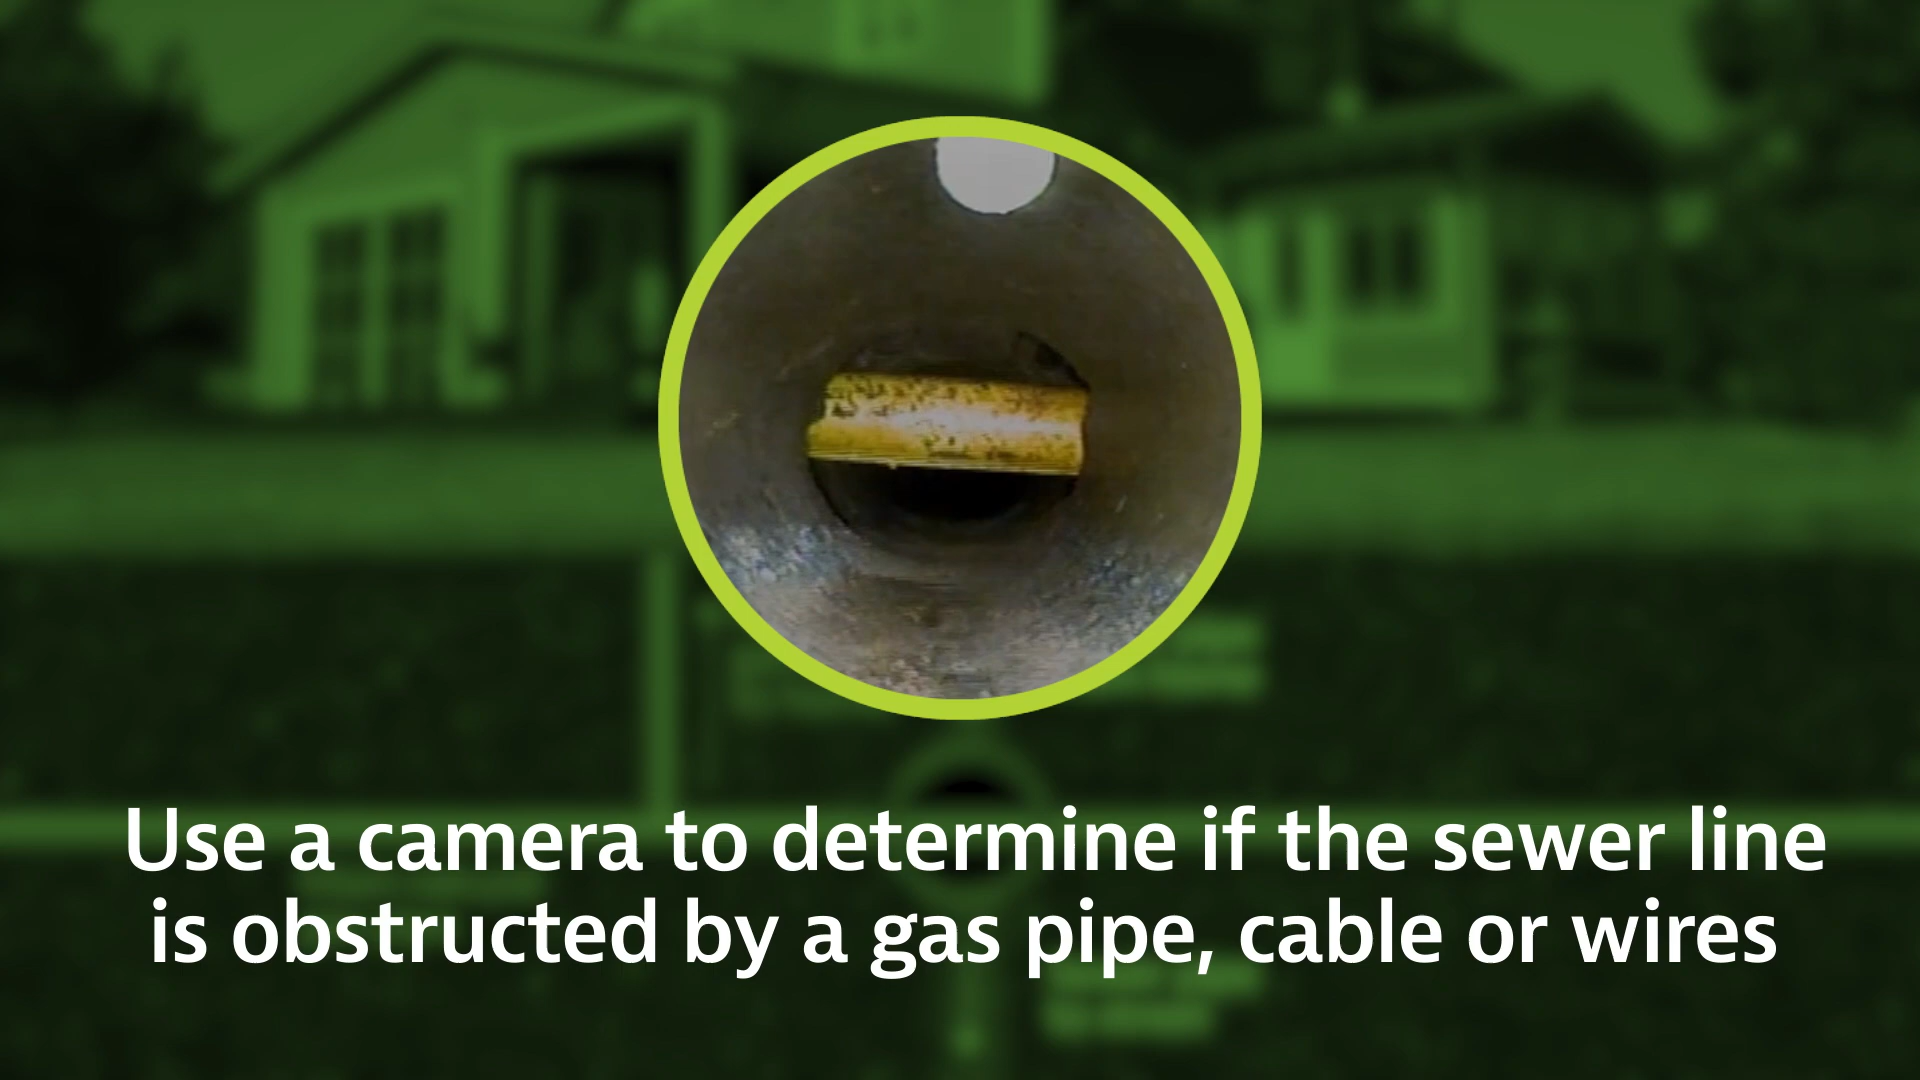 Use a camera to determine if the sewer line
is obstructed by a gas pipe, cable or wires